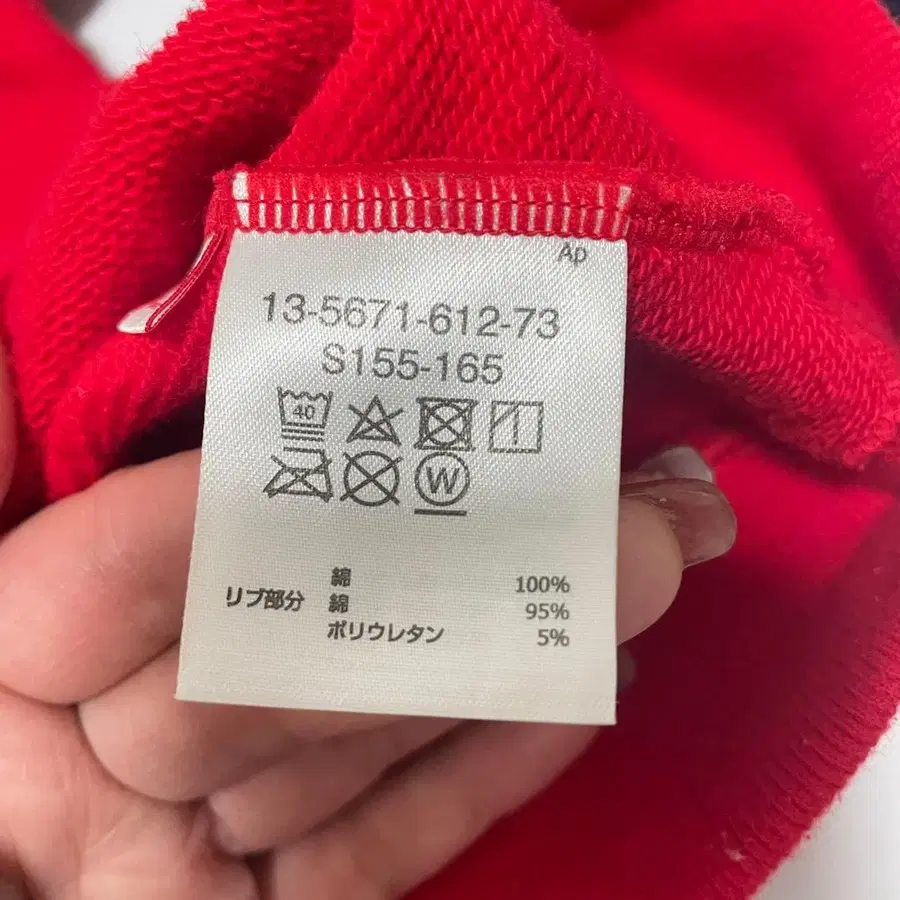 Ap
13-5671-612-73
S155-165
40
W
綿 100%
リブ部分 綿 95%
ポリウレタン 5%